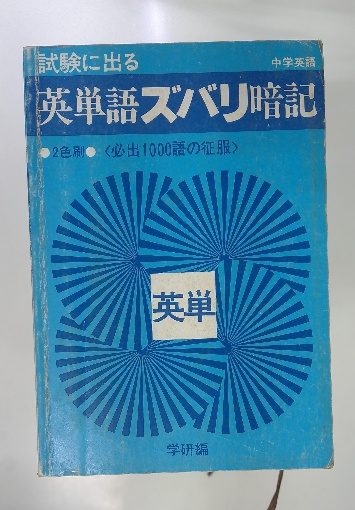 試験に出る
中学英語
英単語ズバリ暗記
●2色刷● 〈必出1000語の征服〉
英単
学研編